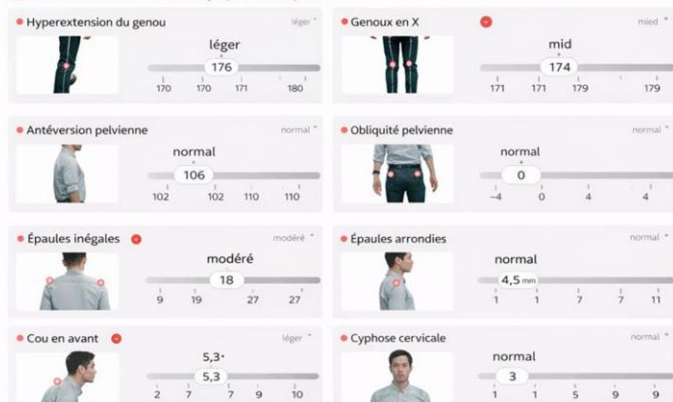 Hyperextension du genou
léger
léger
176
170 170 171 180
Genoux en X
mied
mid
174
171 171 179 179
Antéversion pelvienne
normal
normal
106
102 102 110 110
Obliquité pelvienne
normal
normal
0
-4 0 4 4
Épaules inégales
modéré
modéré
18
9 19 27 27
Épaules arrondies
normal
normal
4,5 mm
1 1 7 7 11
Cou en avant
léger
5,3
5,3
2 7 7 9 10
Cyphose cervicale
normal
normal
3
1 1 5 9 9